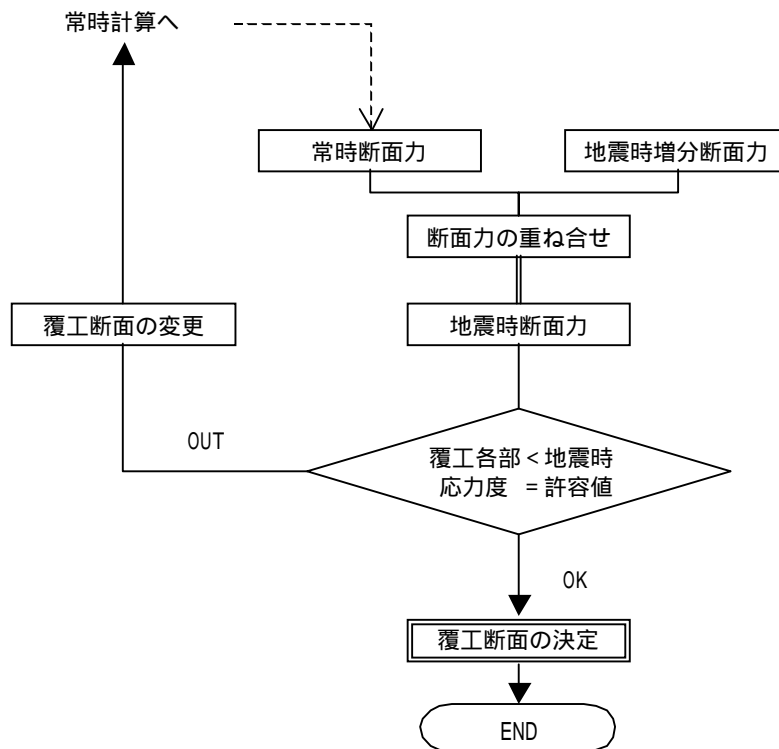 常時計算へ
常時断面力
地震時増分断面力
断面力の重ね合せ
覆工断面の変更
地震時断面力
OUT
覆工各部 < 地震時
応力度 = 許容値
OK
覆工断面の決定
END